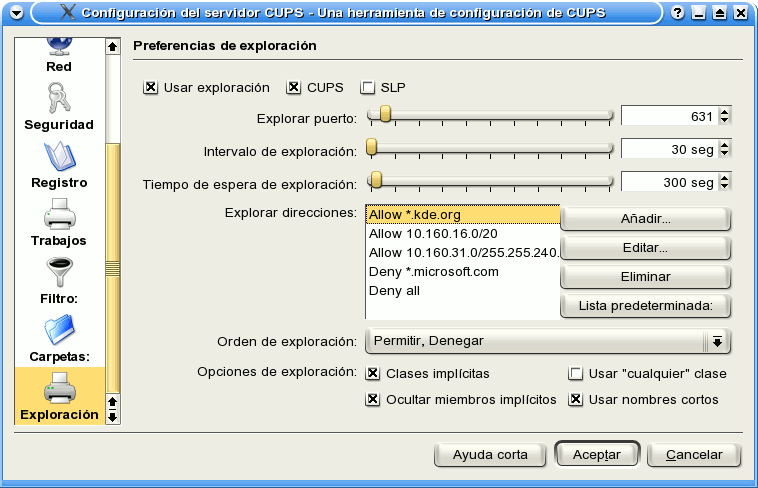 Configuración del servidor CUPS - Una herramienta de configuración de CUPS
Red
Seguridad
Registro
Trabajos
Filtro:
Carpetas:
Exploración
Preferencias de exploración
Usar exploración
CUPS
SLP
Explorar puerto:
631
Intervalo de exploración:
30 seg
Tiempo de espera de exploración:
300 seg
Explorar direcciones:
Allow *.kde.org
Allow 10.160.16.0/20
Allow 10.160.31.0/255.255.240.
Deny *.microsoft.com
Deny all
Añadir...
Editar...
Eliminar
Lista predeterminada:
Orden de exploración:
Permitir, Denegar
Opciones de exploración:
Clases implícitas
Usar "cualquier" clase
Ocultar miembros implícitos
Usar nombres cortos
Ayuda corta
Aceptar
Cancelar